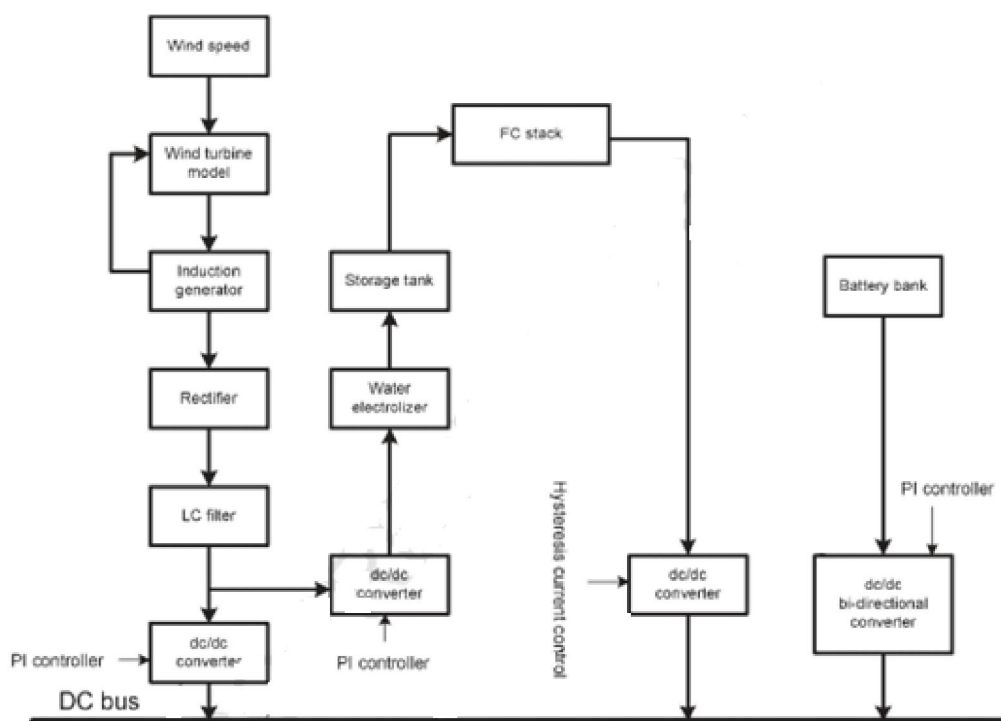 Wind speed
Wind turbine
model
Induction
generator
Rectifier
LC filter
dc/dc
converter
PI controller
DC bus
FC stack
Storage tank
Water
electrolizer
dc/dc
converter
PI controller
Hysteresis current control
dc/dc
converter
Battery bank
PI controller
dc/dc
bi-directional
converter